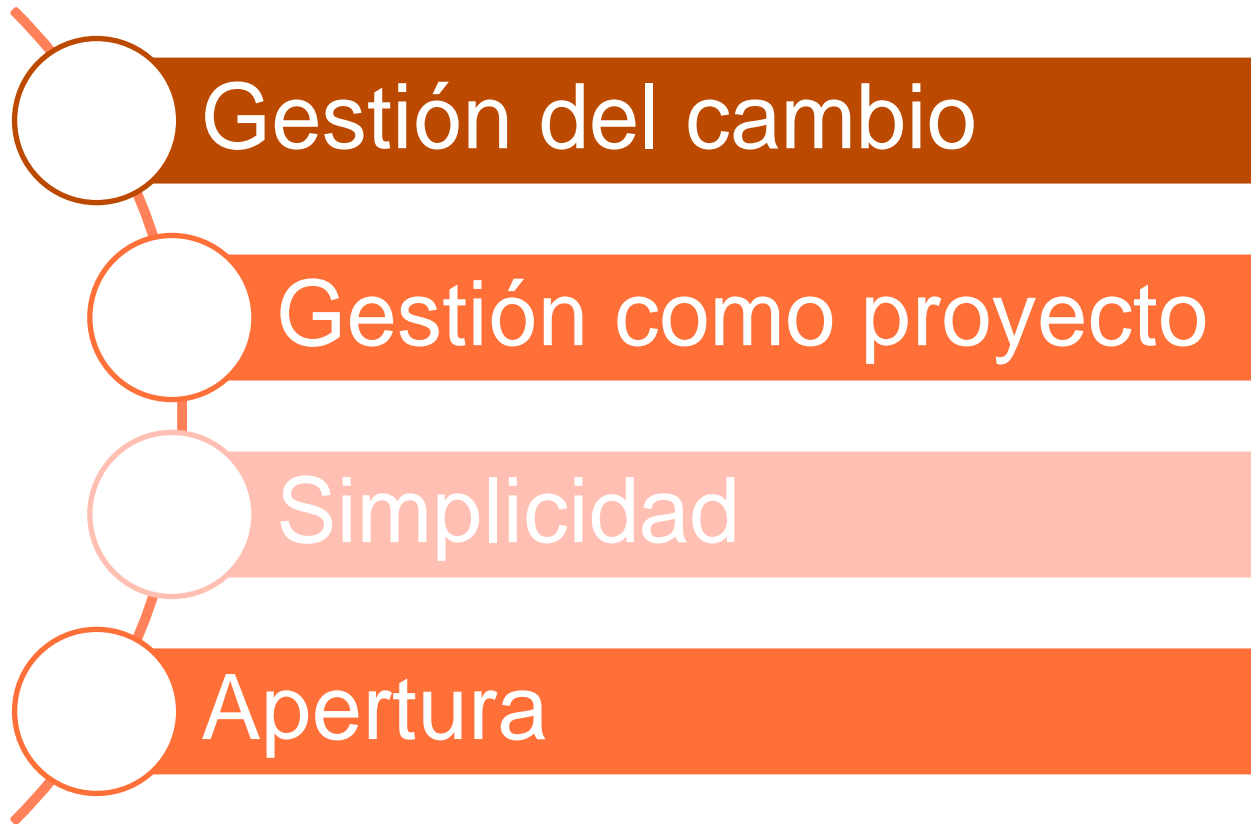 Gestión del cambio
Gestión como proyecto
Simplicidad
Apertura